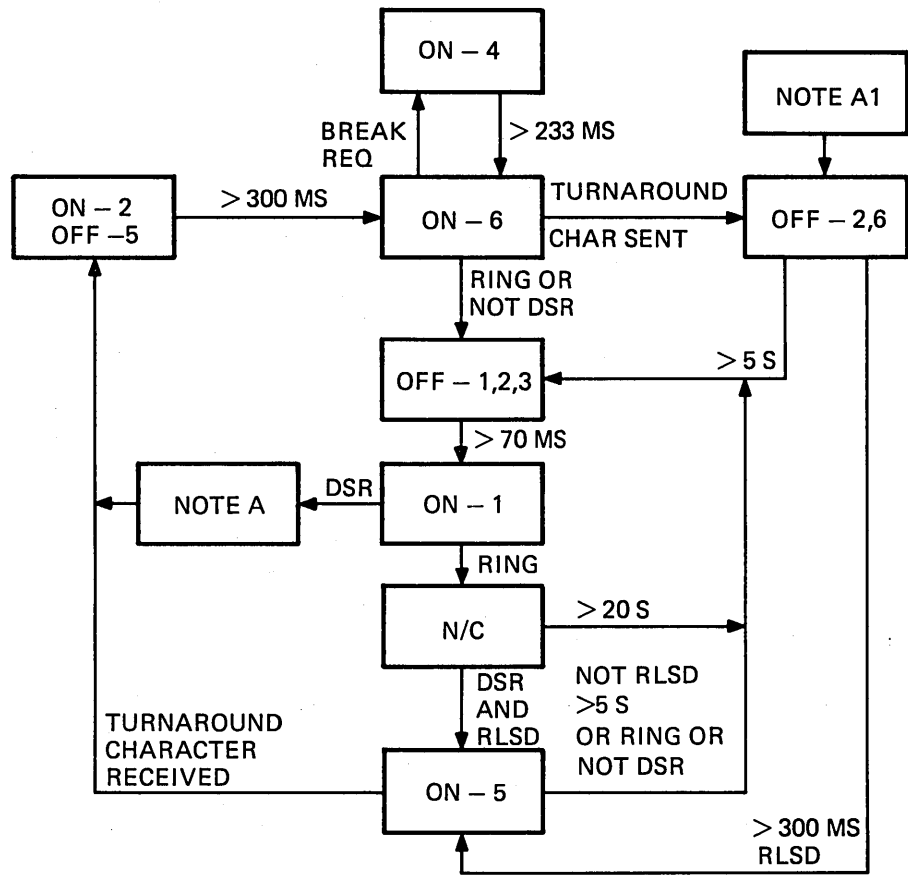 ON – 4
NOTE A1
BREAK
REQ
> 233 MS
ON – 2
OFF –5
> 300 MS
ON – 6
TURNAROUND
CHAR SENT
OFF – 2,6
RING OR
NOT DSR
> 5 S
OFF – 1,2,3
> 70 MS
NOTE A
DSR
ON – 1
RING
N/C
> 20 S
DSR
AND
RLSD
NOT RLSD
>5 S
OR RING OR
NOT DSR
TURNAROUND
CHARACTER
RECEIVED
ON – 5
> 300 MS
RLSD